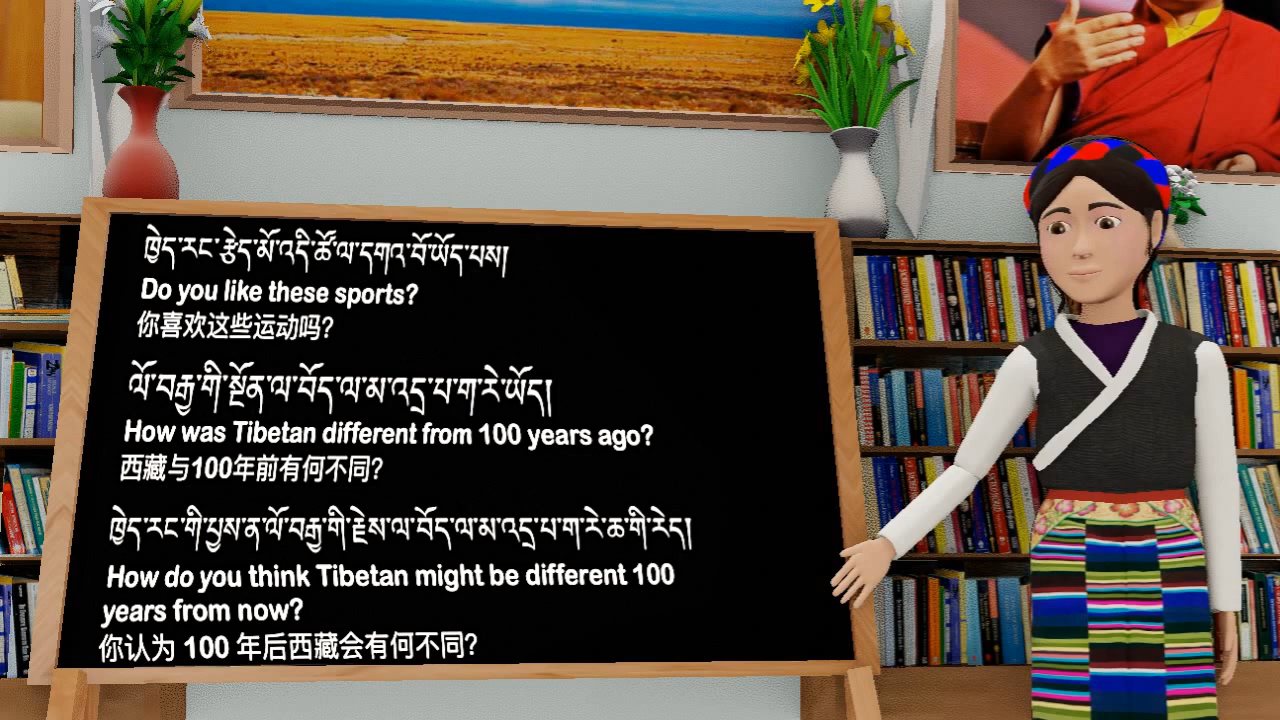 ཁྱེད་རང་རྩེད་མོ་འདི་ཚོ་ལ་དགའ་བོ་ཡོད་པས།
Do you like these sports?
你喜欢这些运动吗?
ལོ་བརྒྱ་གི་སྔོན་ལ་བོད་ལ་མ་འདྲ་པ་ག་རེ་ཡོད།
How was Tibetan different from 100 years ago?
西藏与100年前有何不同?
ཁྱེད་རང་གི་ཕྱས་ན་ལོ་བརྒྱ་གི་རྗེས་ལ་བོད་ལ་མ་འདྲ་པ་ག་རེ་ཆ་གི་རེད།
How do you think Tibetan might be different 100
years from now?
你认为 100 年后西藏会有何不同?